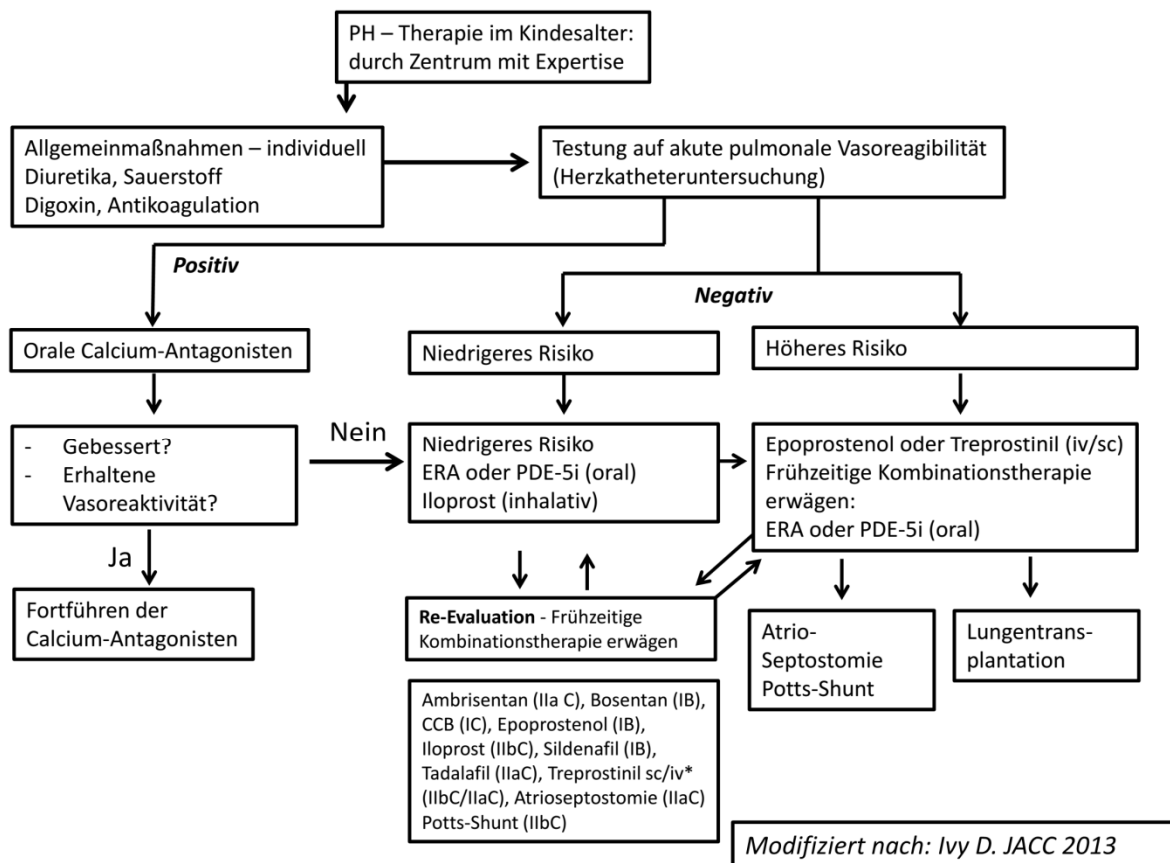 PH – Therapie im Kindesalter:
durch Zentrum mit Expertise
Allgemeinmaßnahmen – individuell
Diuretika, Sauerstoff
Digoxin, Antikoagulation
Testung auf akute pulmonale Vasoreagibilität
(Herzkatheteruntersuchung)
Positiv
Negativ
Orale Calcium-Antagonisten
Niedrigeres Risiko
Höheres Risiko
- Gebessert?
- Erhaltene
Vasoreaktivität?
Nein
Niedrigeres Risiko
ERA oder PDE-5i (oral)
Iloprost (inhalativ)
Epoprostenol oder Treprostinil (iv/sc)
Frühzeitige Kombinationstherapie
erwägen:
ERA oder PDE-5i (oral)
Ja
Fortführen der
Calcium-Antagonisten
Re-Evaluation - Frühzeitige
Kombinationstherapie erwägen
Atrio-
Septostomie
Potts-Shunt
Lungentrans-
plantation
Ambrisentan (IIa C), Bosentan (IB),
CCB (IC), Epoprostenol (IB),
Iloprost (IIbC), Sildenafil (IB),
Tadalafil (IIaC), Treprostinil sc/iv*
(IIbC/IIaC), Atrioseptostomie (IIaC)
Potts-Shunt (IIbC)
Modifiziert nach: Ivy D. JACC 2013